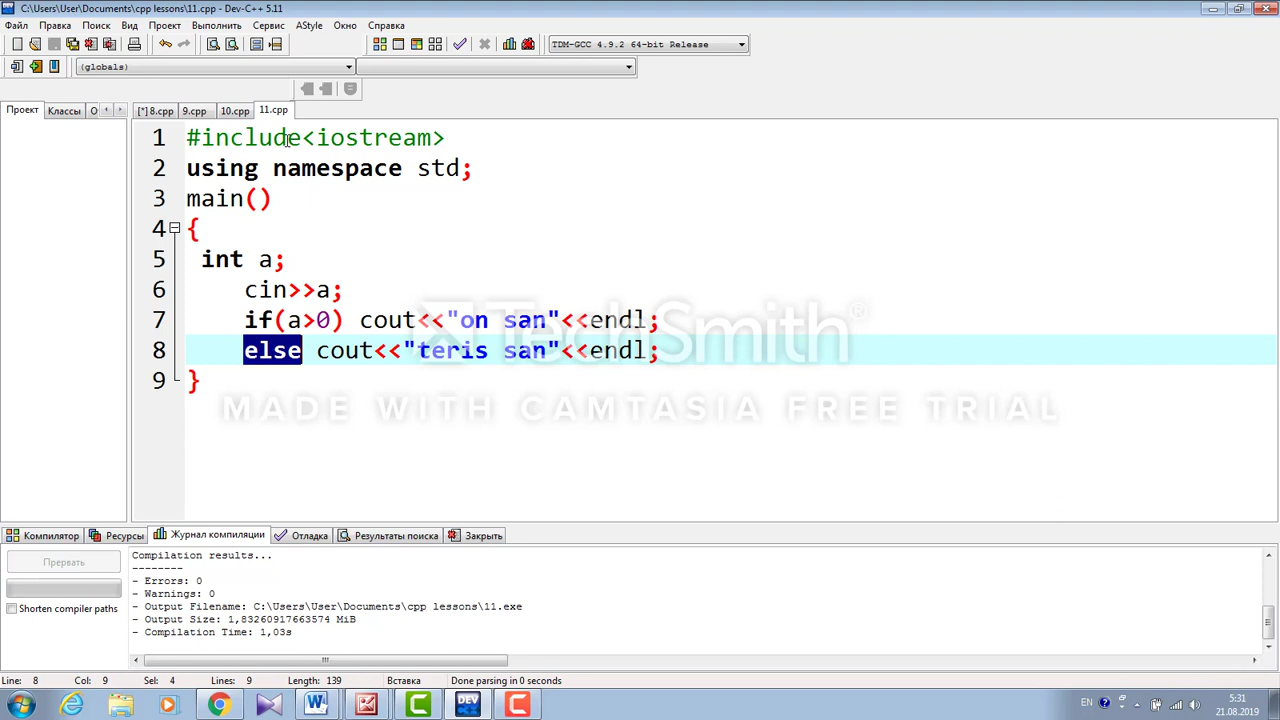 C:\Users\User\Documents\cpp lessons\11.cpp - Dev-C++ 5.11
Файл Правка Поиск Вид Проект Выполнить Сервис AStyle Окно Справка
TDM-GCC 4.9.2 64-bit Release
(globals)
Проект Классы О [*] 8.cpp 9.cpp 10.cpp 11.cpp
1 #include<iostream>
2 using namespace std;
3 main()
4 {
5 int a;
6 cin>>a;
7 if(a>0) cout<<"on san"<<endl;
8 else cout<<"teris san"<<endl;
9 }
TechSmith®
MADE WITH CAMTASIA FREE TRIAL
Компилятор Ресурсы Журнал компиляции Отладка Результаты поиска Закрыть
Прервать
Shorten compiler paths
Compilation results...
--------
- Errors: 0
- Warnings: 0
- Output Filename: C:\Users\User\Documents\cpp lessons\11.exe
- Output Size: 1,83260917663574 MiB
- Compilation Time: 1,03s
Line: 8 Col: 9 Sel: 4 Lines: 9 Length: 139 Вставка Done parsing in 0 seconds
EN 5:31
21.08.2019